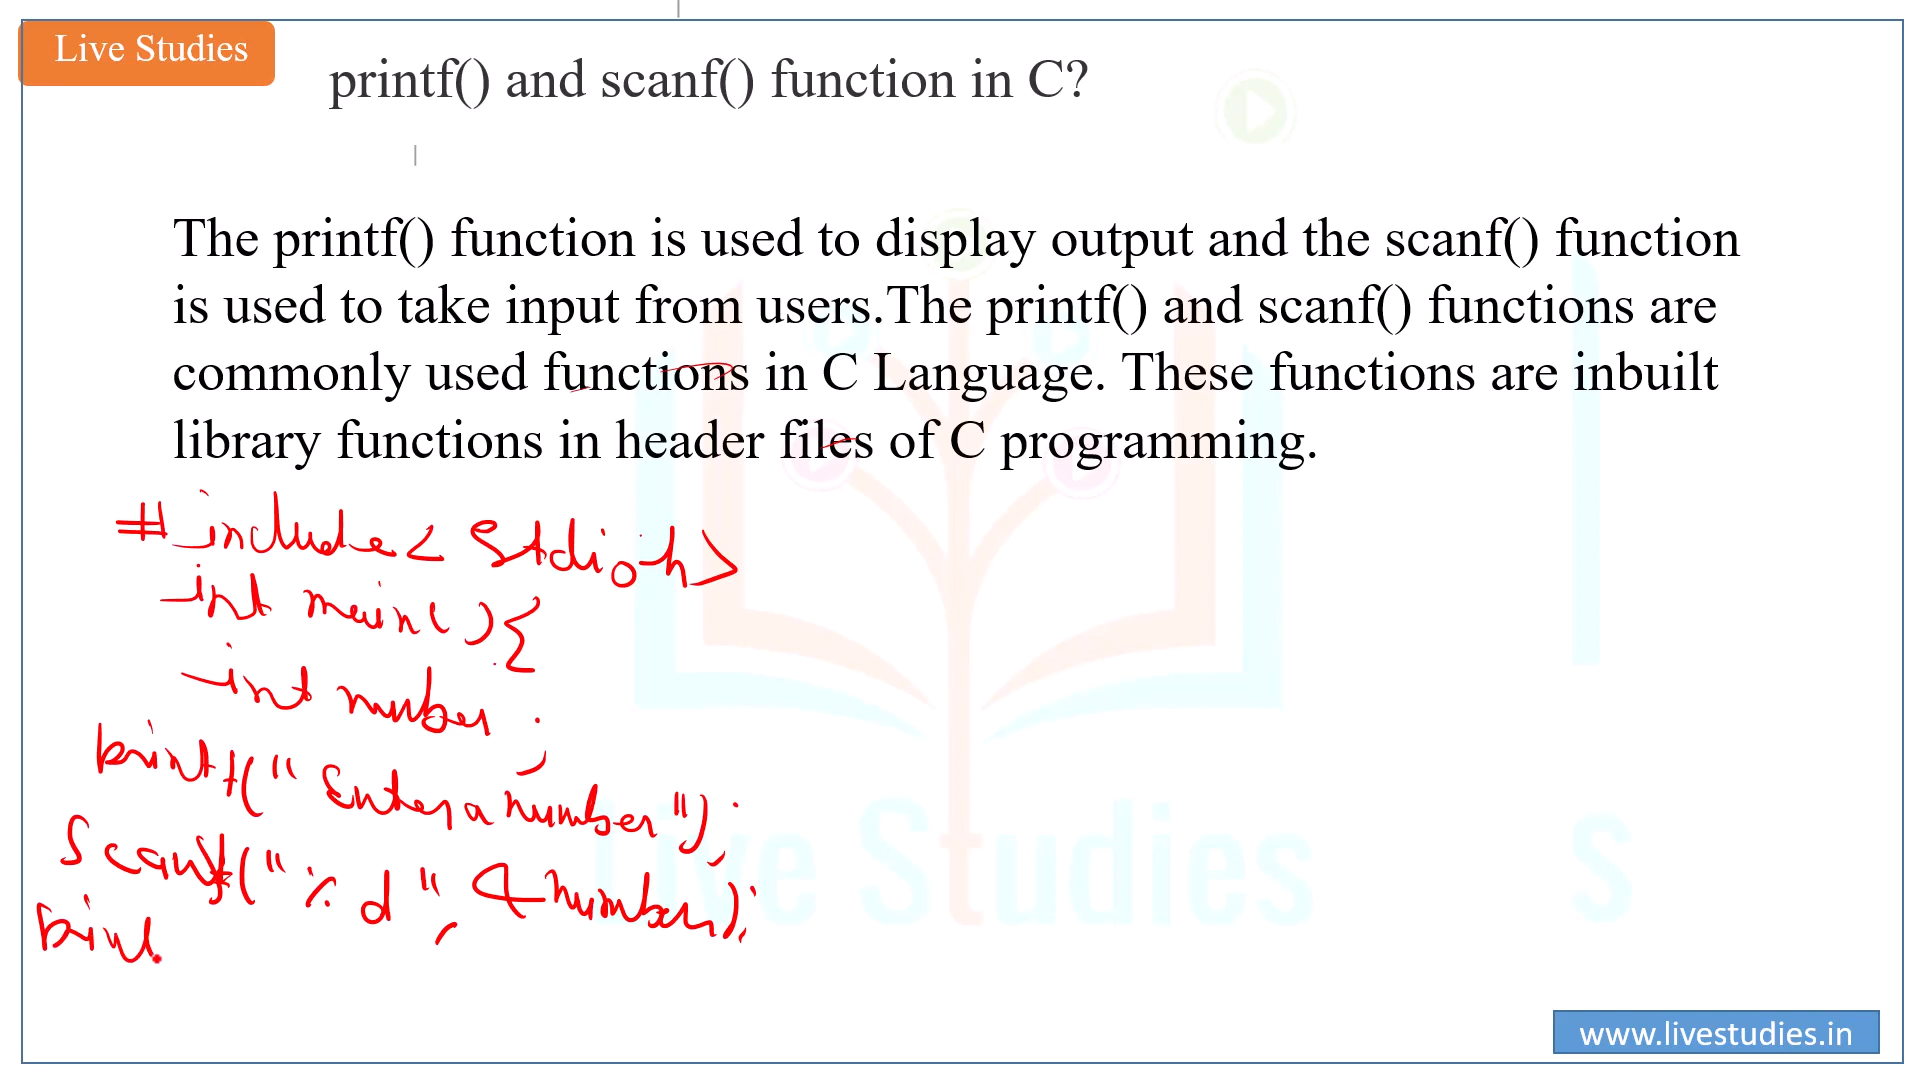 Live Studies
printf() and scanf() function in C?
The printf() function is used to display output and the scanf() function
is used to take input from users.The printf() and scanf() functions are
commonly used functions in C Language. These functions are inbuilt
library functions in header files of C programming.
#include< stdio.h>
int main(){
int number ;
printf("Enter a number");
scanf("%d", &number);
print
Live Studies
S
www.livestudies.in